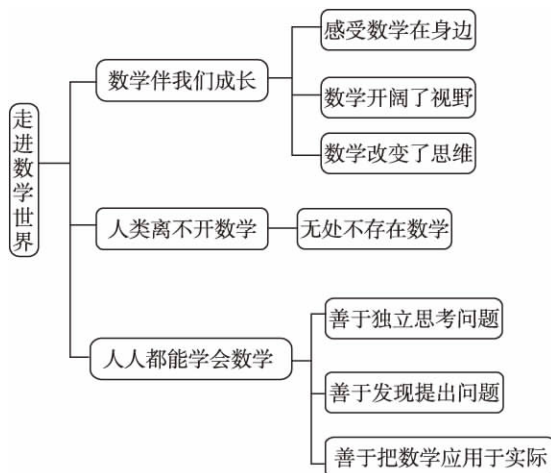 走进数学世界
数学伴我们成长
感受数学在身边
数学开阔了视野
数学改变了思维
人类离不开数学
无处不存在数学
人人都能学会数学
善于独立思考问题
善于发现提出问题
善于把数学应用于实际